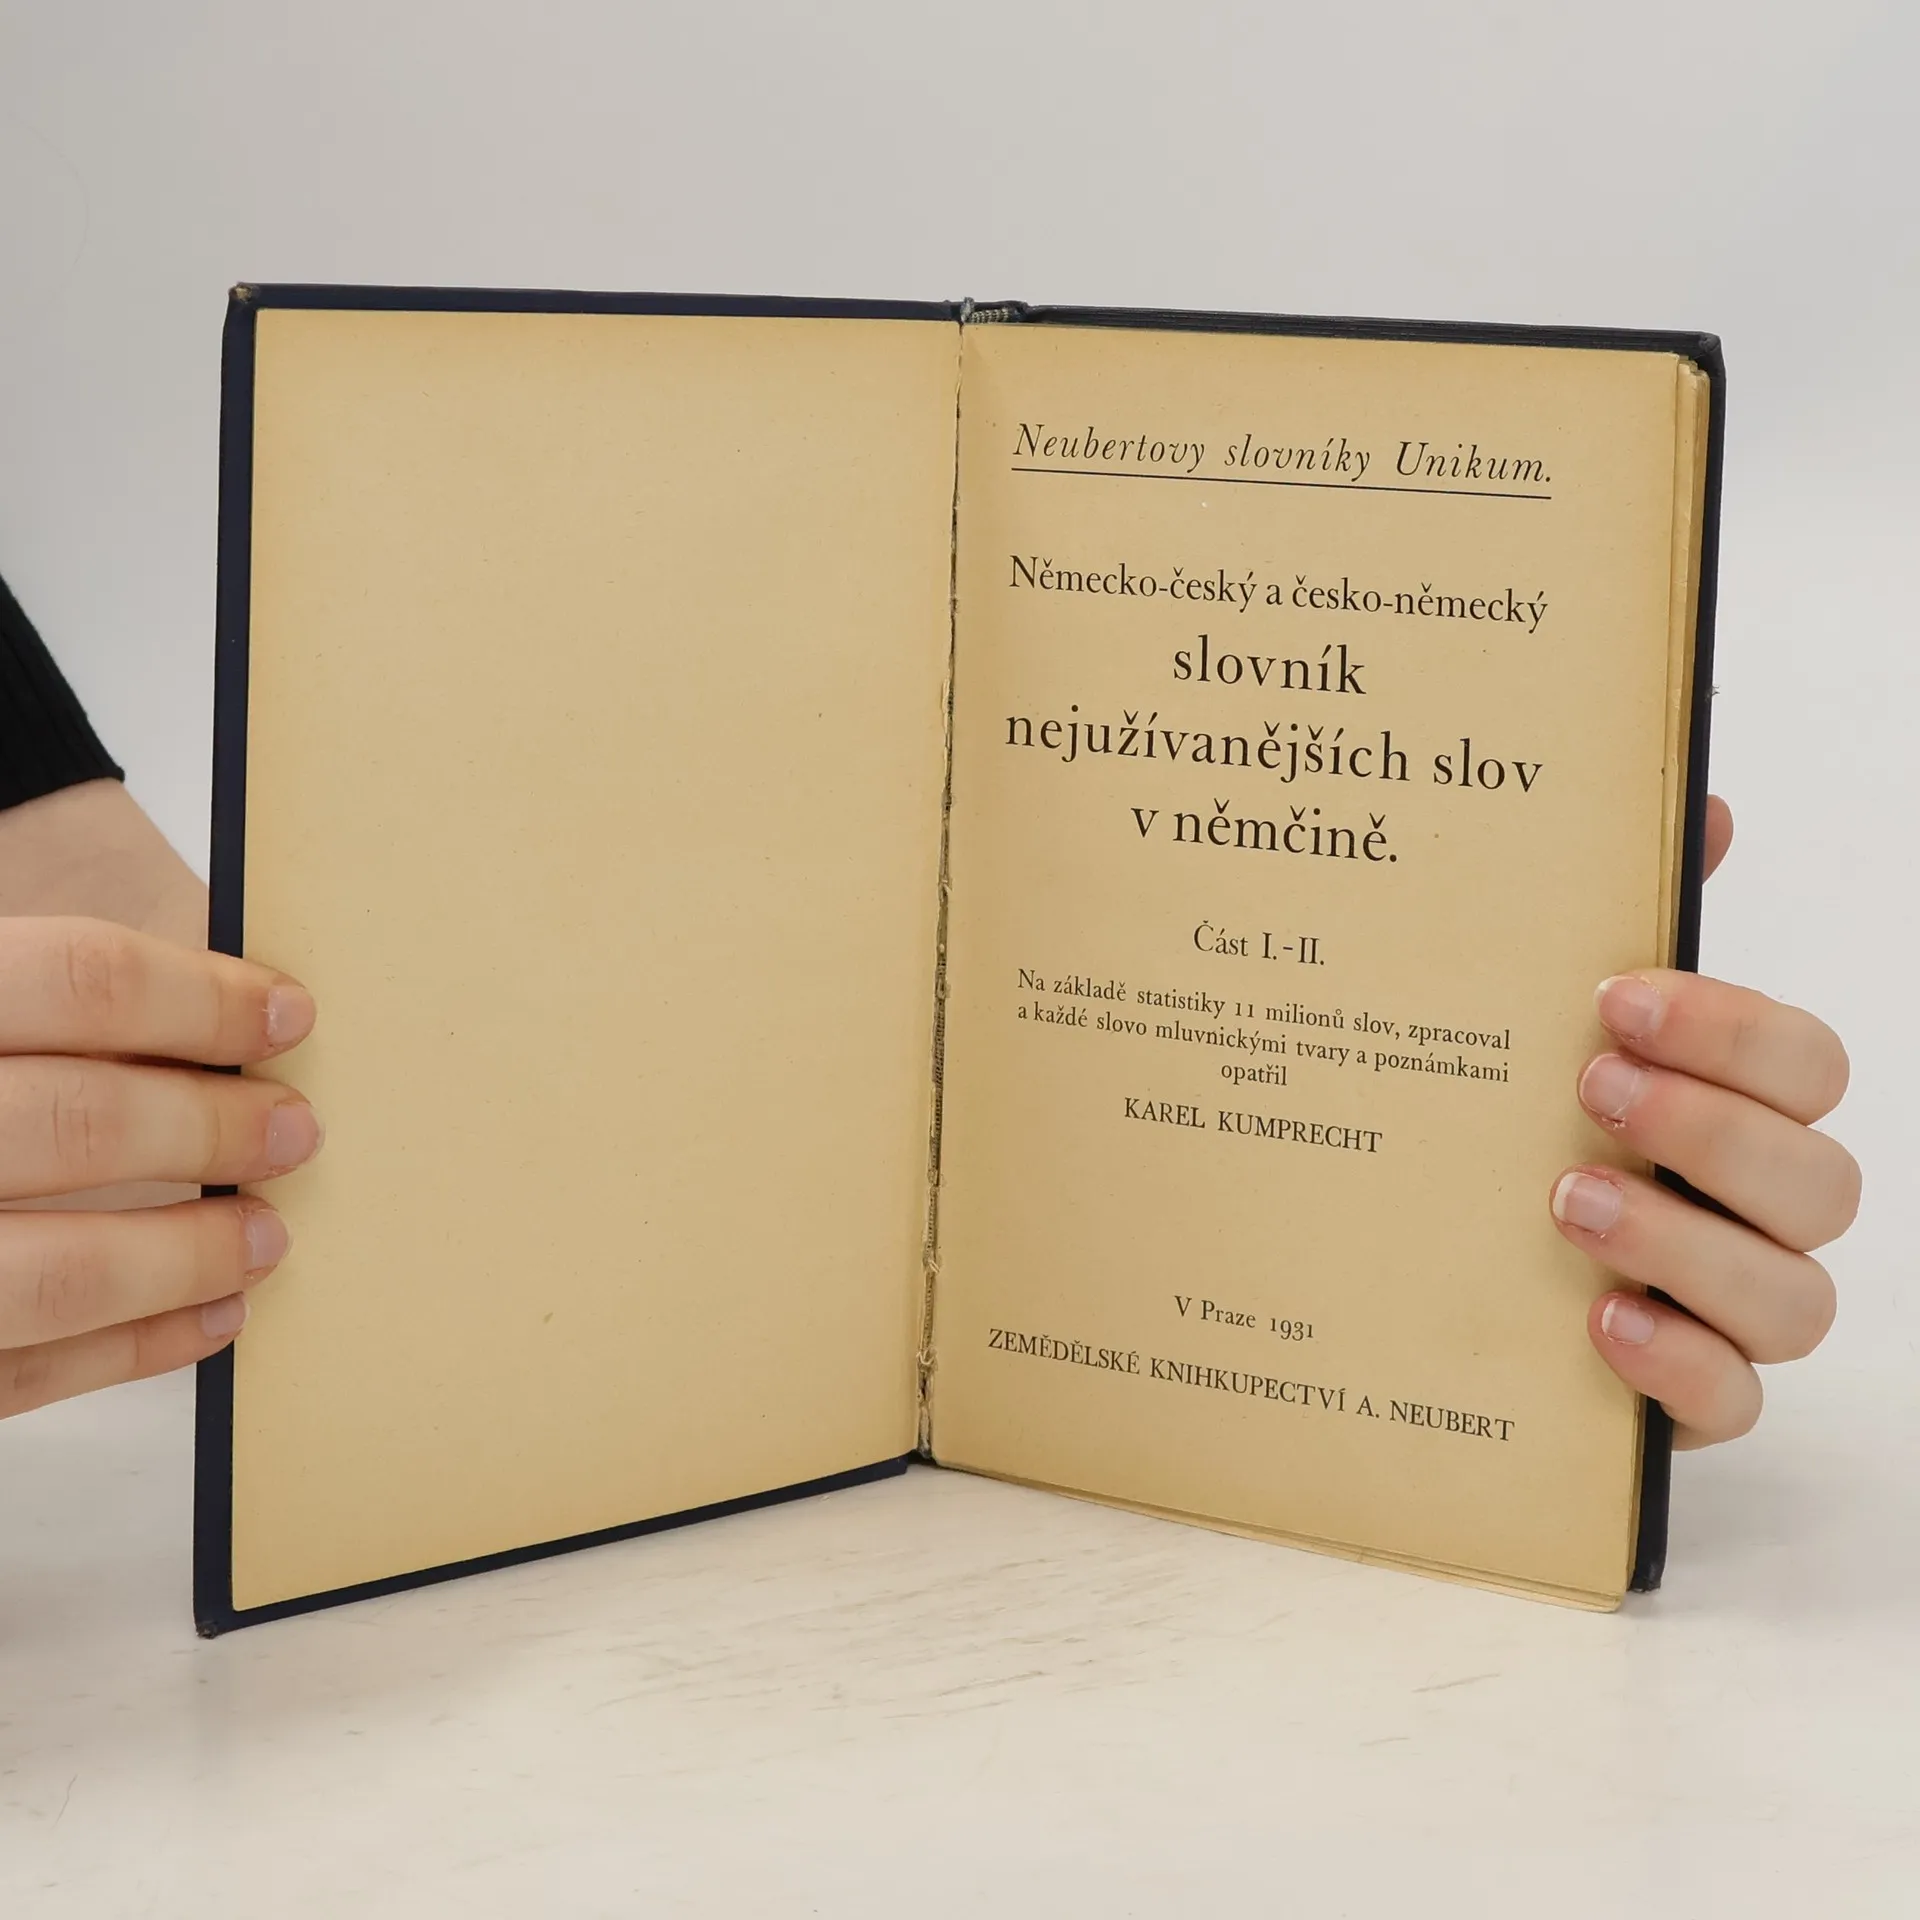 Neubertovy slovníky Unikum.
Německo-český a česko-německý
slovník
nejužívanějších slov
v němčině.
Část I.-II.
Na základě statistiky 11 milionů slov, zpracoval
a každé slovo mluvnickými tvary a poznámkami
opatřil
KAREL KUMPRECHT
V Praze 1931
ZEMĚDĚLSKÉ KNIHKUPECTVÍ A. NEUBERT